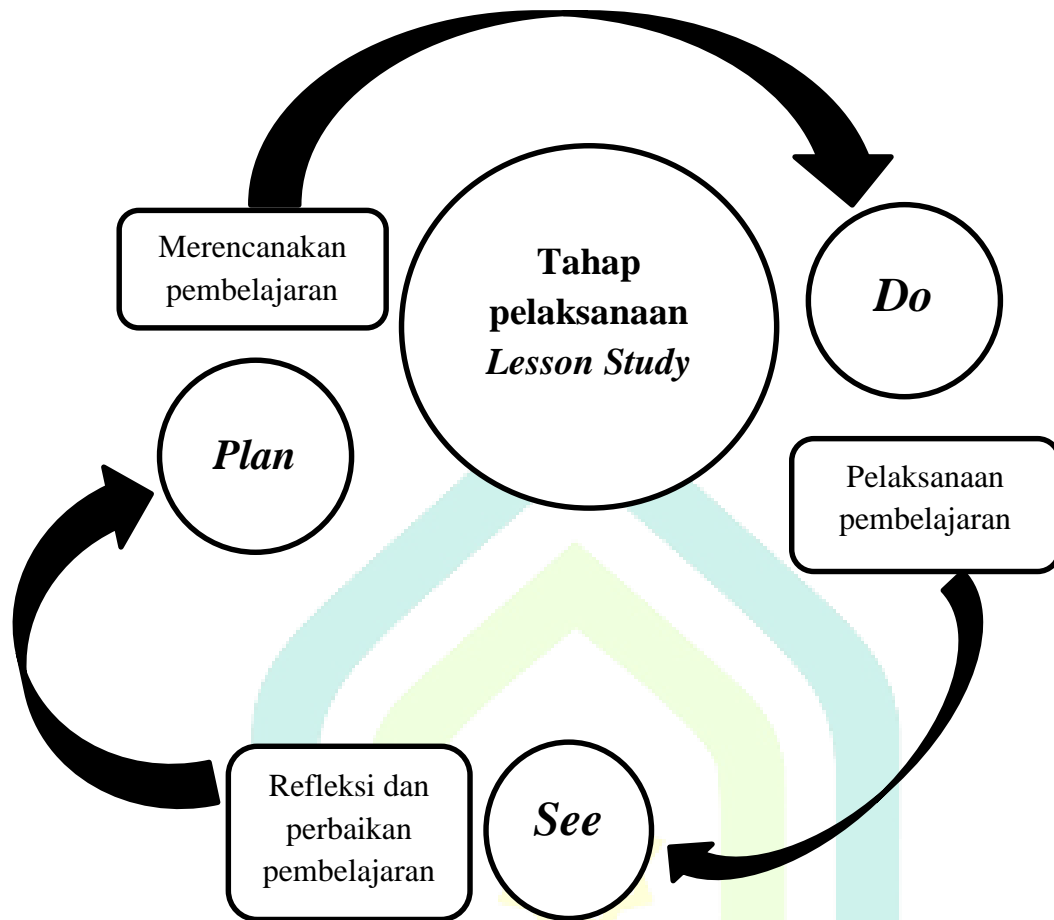 Merencanakan
pembelajaran
Tahap
pelaksanaan
Lesson Study
Do
Plan
Pelaksanaan
pembelajaran
Refleksi dan
perbaikan
pembelajaran
See